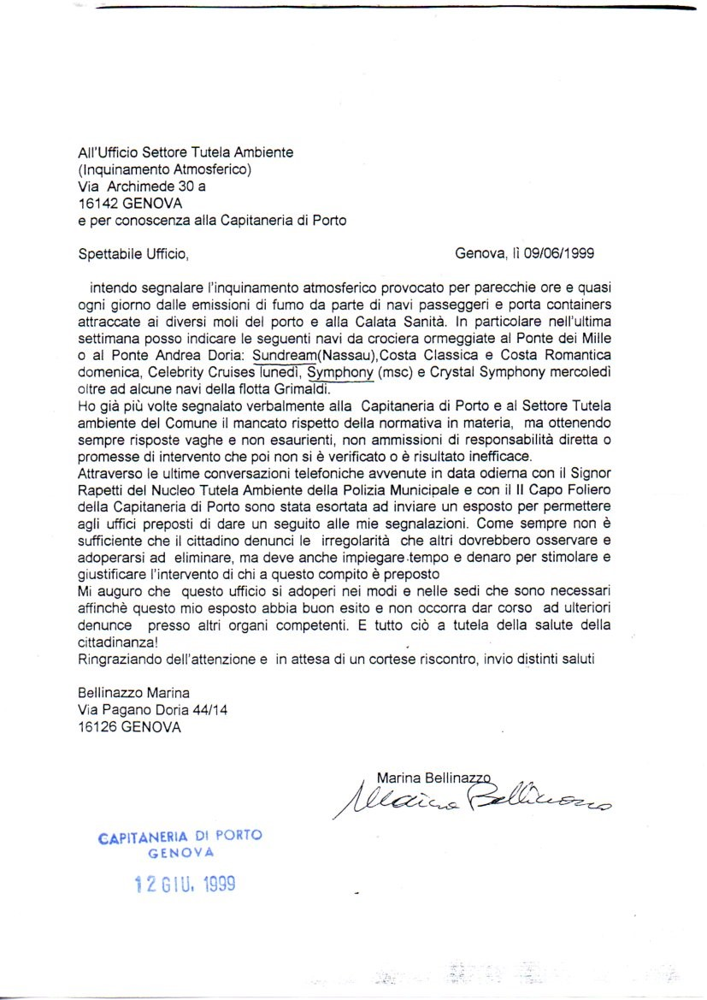 All'Ufficio Settore Tutela Ambiente
(Inquinamento Atmosferico)
Via Archimede 30 a
16142 GENOVA
e per conoscenza alla Capitaneria di Porto
Spettabile Ufficio, Genova, lì 09/06/1999
intendo segnalare l'inquinamento atmosferico provocato per parecchie ore e quasi
ogni giorno dalle emissioni di fumo da parte di navi passeggeri e porta containers
attraccate ai diversi moli del porto e alla Calata Sanità. In particolare nell'ultima
settimana posso indicare le seguenti navi da crociera ormeggiate al Ponte dei Mille
o al Ponte Andrea Doria: Sundream(Nassau),Costa Classica e Costa Romantica
domenica, Celebrity Cruises lunedì, Symphony (msc) e Crystal Symphony mercoledì
oltre ad alcune navi della flotta Grimaldi.
Ho già più volte segnalato verbalmente alla Capitaneria di Porto e al Settore Tutela
ambiente del Comune il mancato rispetto della normativa in materia, ma ottenendo
sempre risposte vaghe e non esaurienti, non ammissioni di responsabilità diretta o
promesse di intervento che poi non si è verificato o è risultato inefficace.
Attraverso le ultime conversazioni telefoniche avvenute in data odierna con il Signor
Rapetti del Nucleo Tutela Ambiente della Polizia Municipale e con il II Capo Foliero
della Capitaneria di Porto sono stata esortata ad inviare un esposto per permettere
agli uffici preposti di dare un seguito alle mie segnalazioni. Come sempre non è
sufficiente che il cittadino denunci le irregolarità che altri dovrebbero osservare e
adoperarsi ad eliminare, ma deve anche impiegare tempo e denaro per stimolare e
giustificare l'intervento di chi a questo compito è preposto
Mi auguro che questo ufficio si adoperi nei modi e nelle sedi che sono necessari
affinchè questo mio esposto abbia buon esito e non occorra dar corso ad ulteriori
denunce presso altri organi competenti. E tutto ciò a tutela della salute della
cittadinanza!
Ringraziando dell'attenzione e in attesa di un cortese riscontro, invio distinti saluti
Bellinazzo Marina
Via Pagano Doria 44/14
16126 GENOVA
Marina Bellinazzo
Marina Bellinazzo
CAPITANERIA DI PORTO
GENOVA
12 GIU. 1999